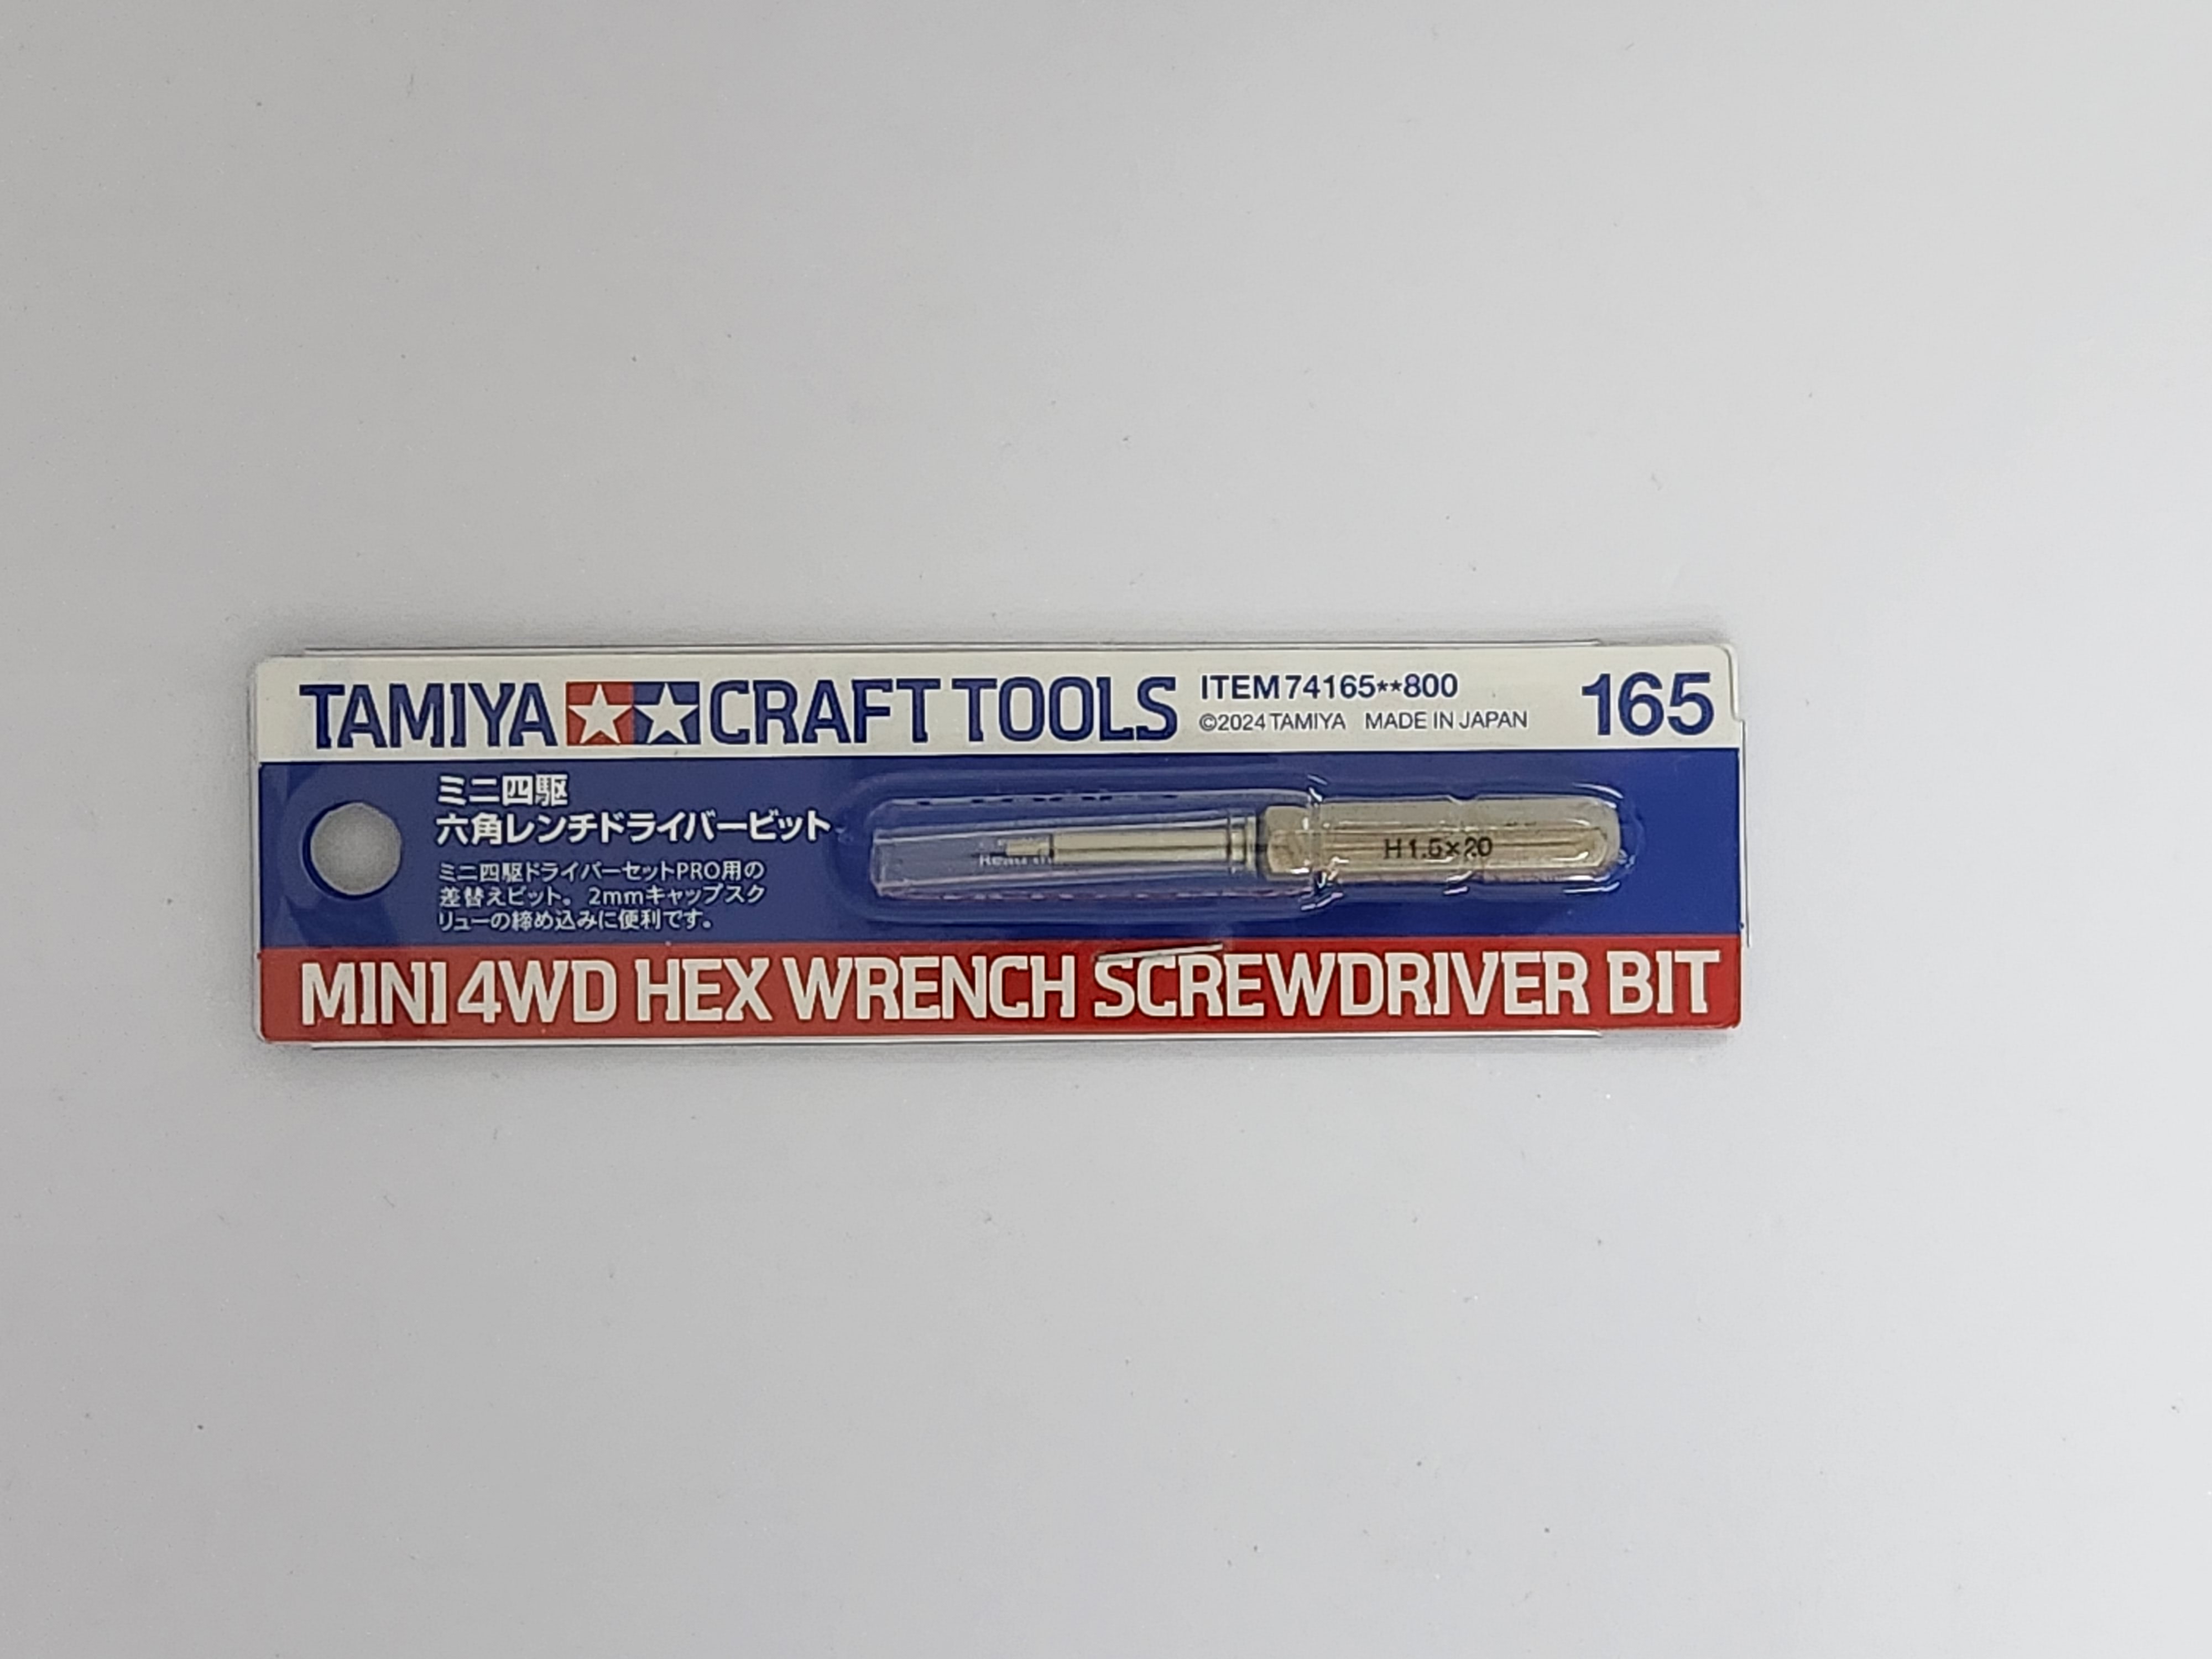 TAMIYA CRAFT TOOLS
ITEM 74165**800
©2024 TAMIYA MADE IN JAPAN
165
ミニ四駆
六角レンチドライバービット
ミニ四駆ドライバーセットPRO用の
差替えビット。2mmキャップスク
リューの締め込みに便利です。
H1.5×20
MINI 4WD HEX WRENCH SCREWDRIVER BIT